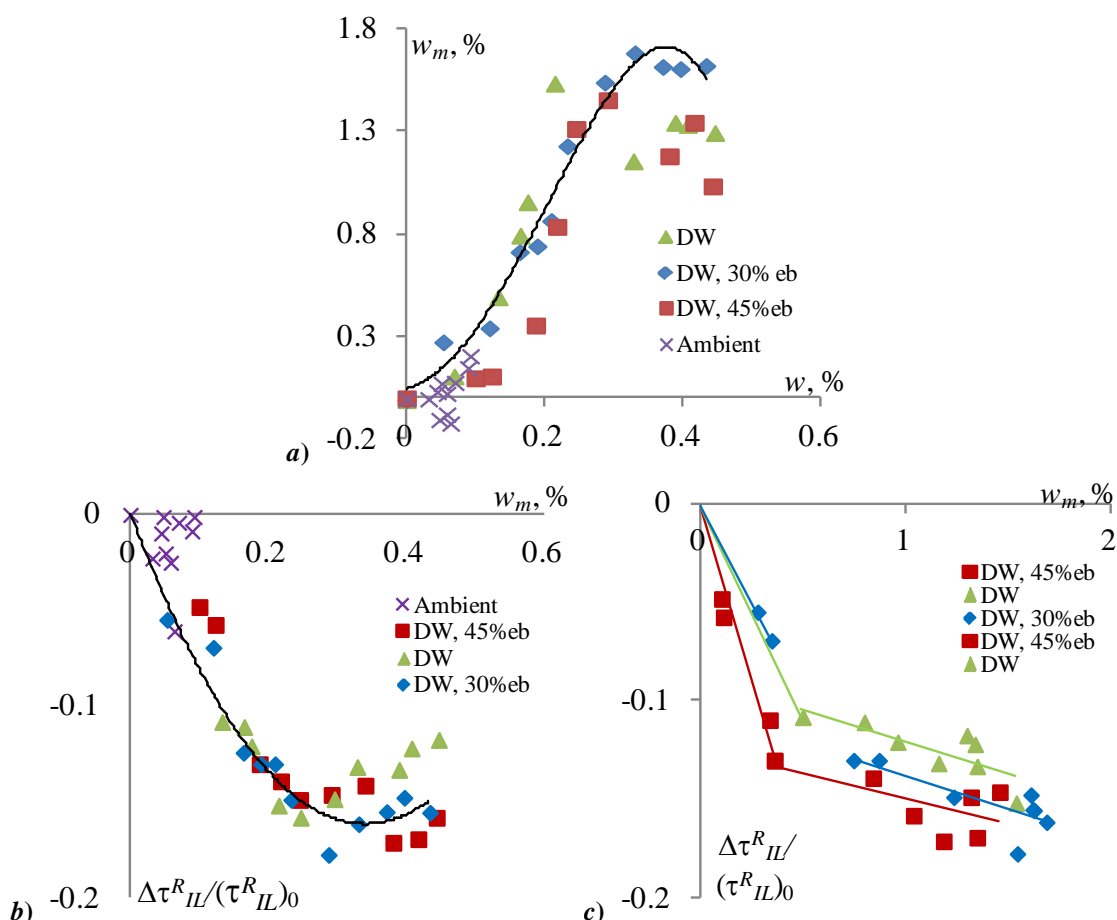 1.8
w_m, %
1.3
0.8
0.3
-0.2
DW
DW, 30% eb
DW, 45%eb
Ambient
w, %
0 0.2 0.4 0.6
a)
0
w_m, %
0 0.2 0.4 0.6
Ambient
DW, 45%eb
DW
DW, 30%eb
-0.1
-0.2
Δτ^R_IL/(τ^R_IL)_0
b)
0
w_m, %
0 1 2
DW, 45%eb
DW
DW, 30%eb
DW, 45%eb
DW
-0.1
Δτ^R_IL/
(τ^R_IL)_0
-0.2
c)